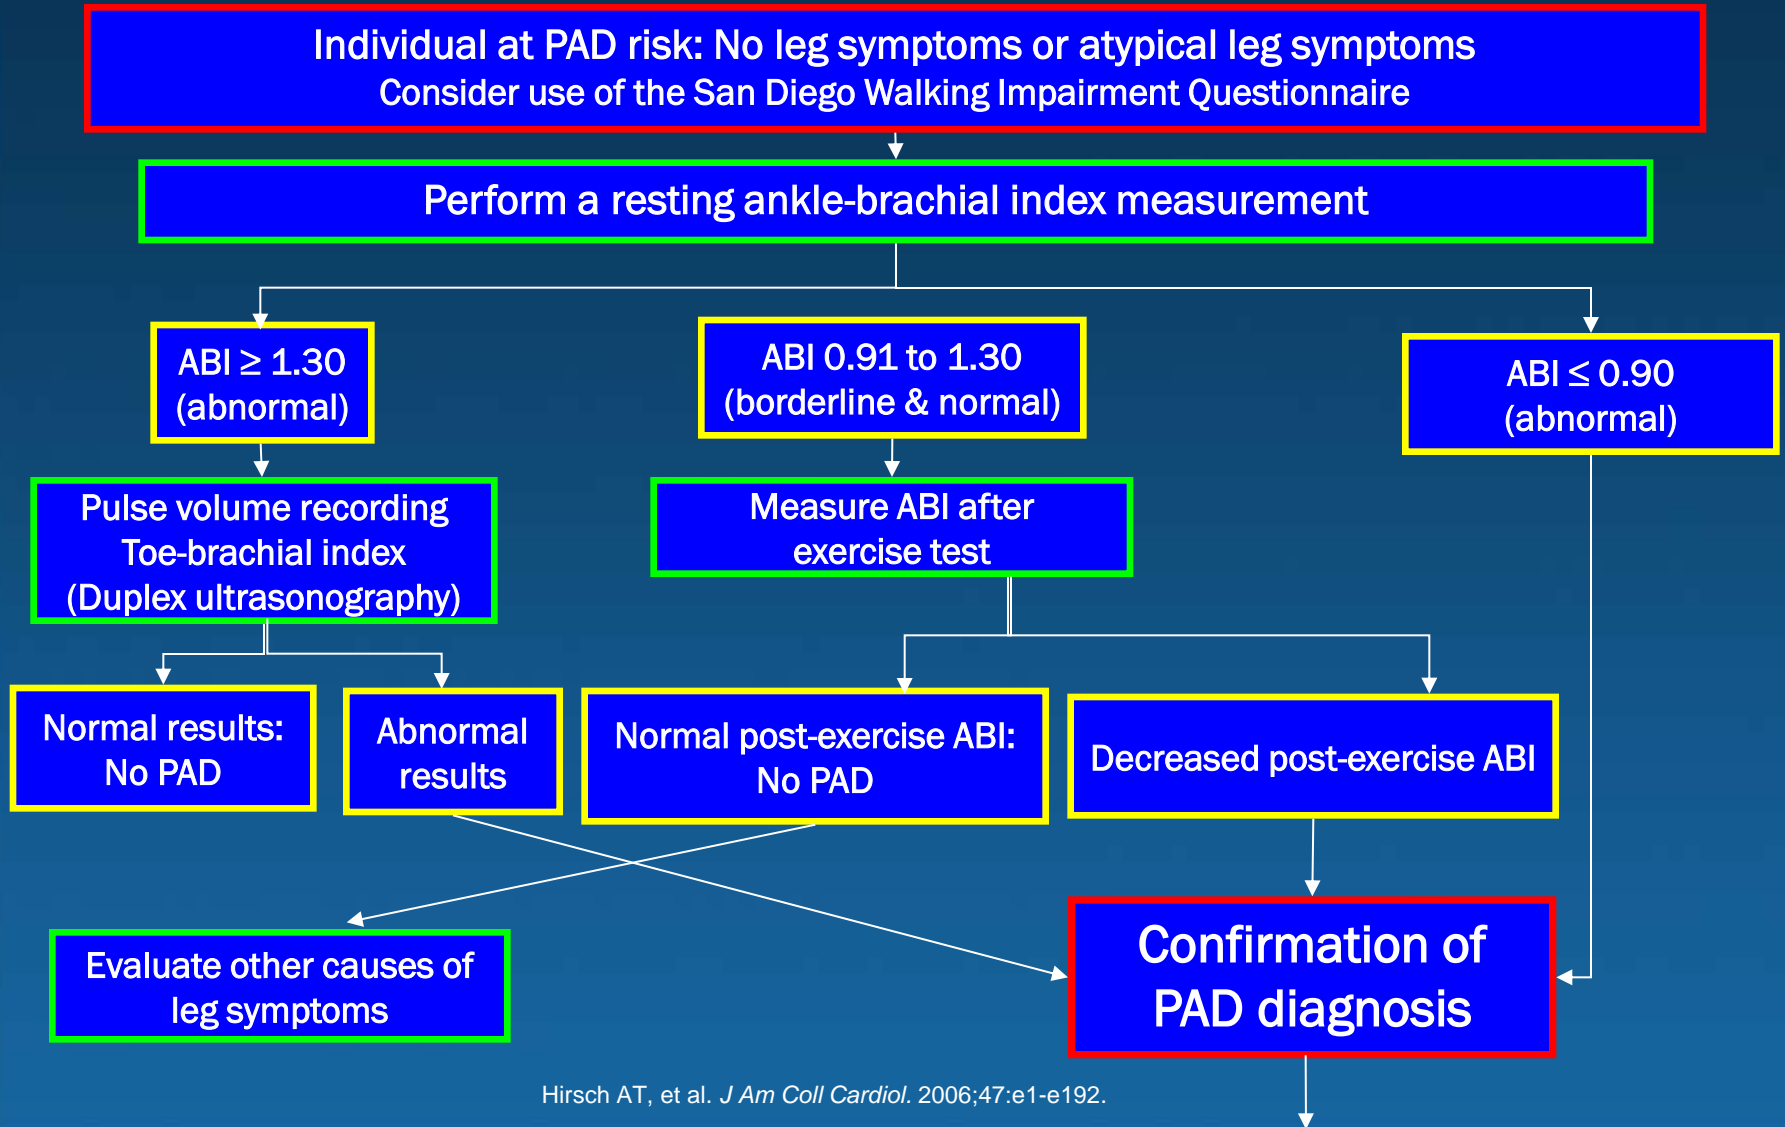 Individual at PAD risk: No leg symptoms or atypical leg symptoms
Consider use of the San Diego Walking Impairment Questionnaire
Perform a resting ankle-brachial index measurement
ABI ≥ 1.30
(abnormal)
ABI 0.91 to 1.30
(borderline & normal)
ABI ≤ 0.90
(abnormal)
Pulse volume recording
Toe-brachial index
(Duplex ultrasonography)
Measure ABI after
exercise test
Normal results:
No PAD
Abnormal
results
Normal post-exercise ABI:
No PAD
Decreased post-exercise ABI
Evaluate other causes of
leg symptoms
Confirmation of
PAD diagnosis
Hirsch AT, et al. J Am Coll Cardiol. 2006;47:e1-e192.